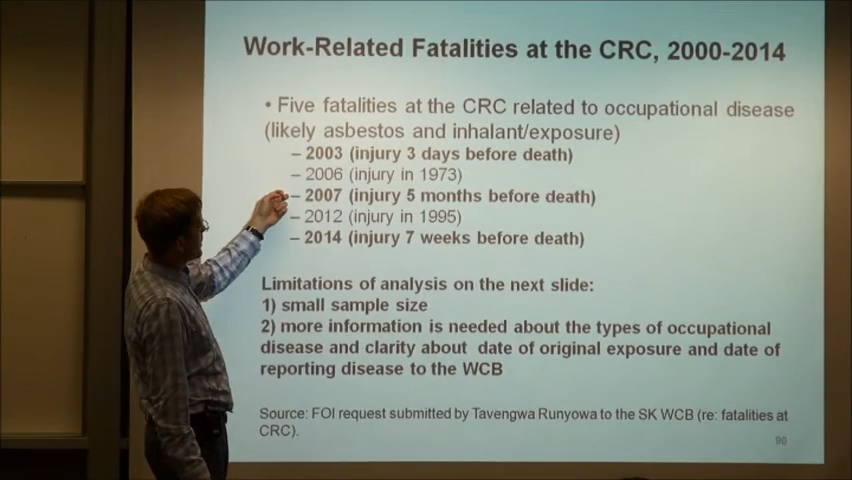 Work-Related Fatalities at the CRC, 2000-2014
• Five fatalities at the CRC related to occupational disease
(likely asbestos and inhalant/exposure)
– 2003 (injury 3 days before death)
– 2006 (injury in 1973)
– 2007 (injury 5 months before death)
– 2012 (injury in 1995)
– 2014 (injury 7 weeks before death)
Limitations of analysis on the next slide:
1) small sample size
2) more information is needed about the types of occupational
disease and clarity about date of original exposure and date of
reporting disease to the WCB
Source: FOI request submitted by Tavengwa Runyowa to the SK WCB (re: fatalities at
CRC).
90